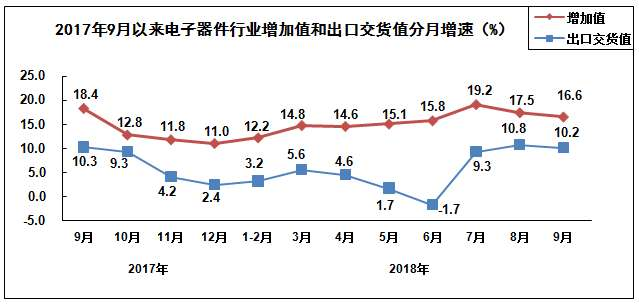 2017年9月以来电子器件行业增加值和出口交货值分月增速（%）
增加值
出口交货值
25.0
20.0
15.0
10.0
5.0
0.0
-5.0
18.4 12.8 11.8 11.0 12.2 14.8 14.6 15.1 15.8 19.2 17.5 16.6
10.3 9.3 4.2 2.4 3.2 5.6 4.6 1.7 -1.7 9.3 10.8 10.2
9月 10月 11月 12月 1-2月 3月 4月 5月 6月 7月 8月 9月
2017年 2018年